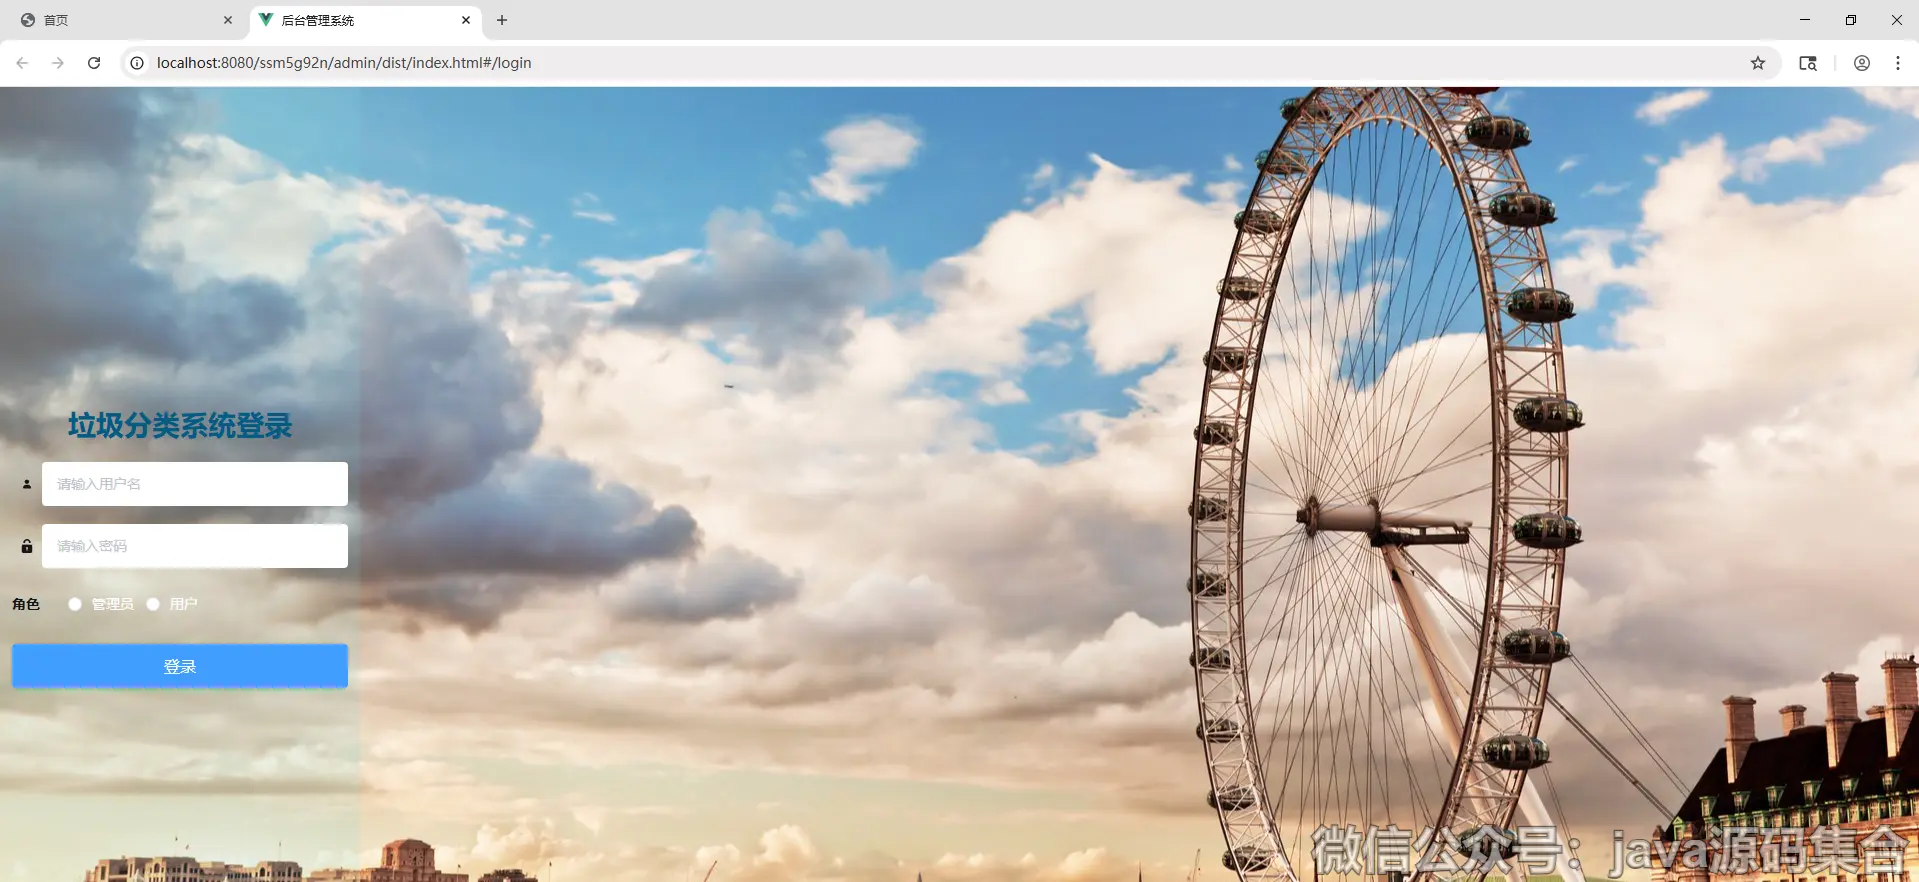 首页
后台管理系统
localhost:8080/ssm5g92n/admin/dist/index.html#/login
垃圾分类系统登录
请输入用户名
请输入密码
角色 管理员 用户
登录
微信公众号：java源码集合